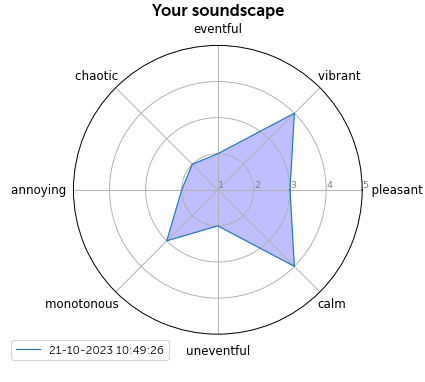 Your soundscape
eventful
chaotic
vibrant
annoying
1 2 3 4 5
pleasant
monotonous
calm
uneventful
21-10-2023 10:49:26